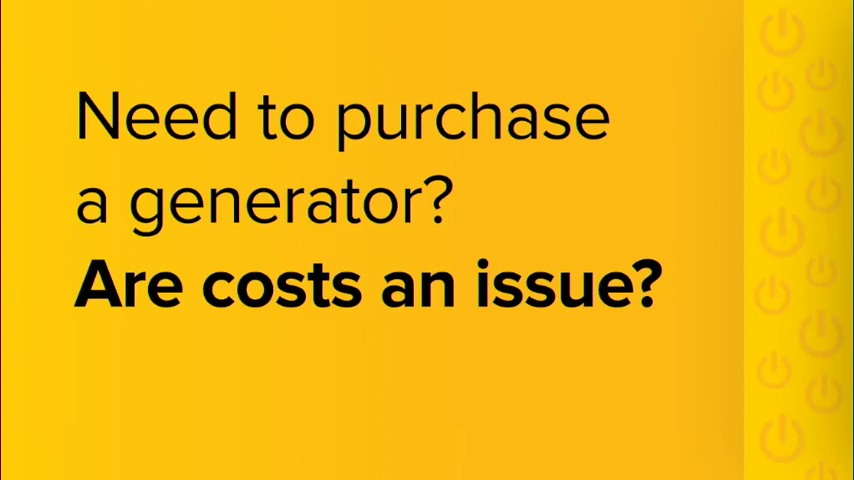 Need to purchase
a generator?
Are costs an issue?